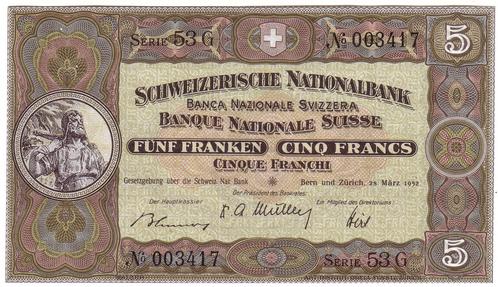 SERIE 53 G № 003417 5
SCHWEIZERISCHE NATIONALBANK
BANCA NAZIONALE SVIZZERA
BANQUE NATIONALE SUISSE
FÜNF FRANKEN CINQ FRANCS
CINQUE FRANCHI
Gesetzgebung über die Schweiz. Nat. Bank Bern und Zürich, 28. März 1952
Der Präsident des Bankrates.
Der Hauptkassier Ein Mitglied des Direktoriums
№ 003417 SERIE 53 G 5